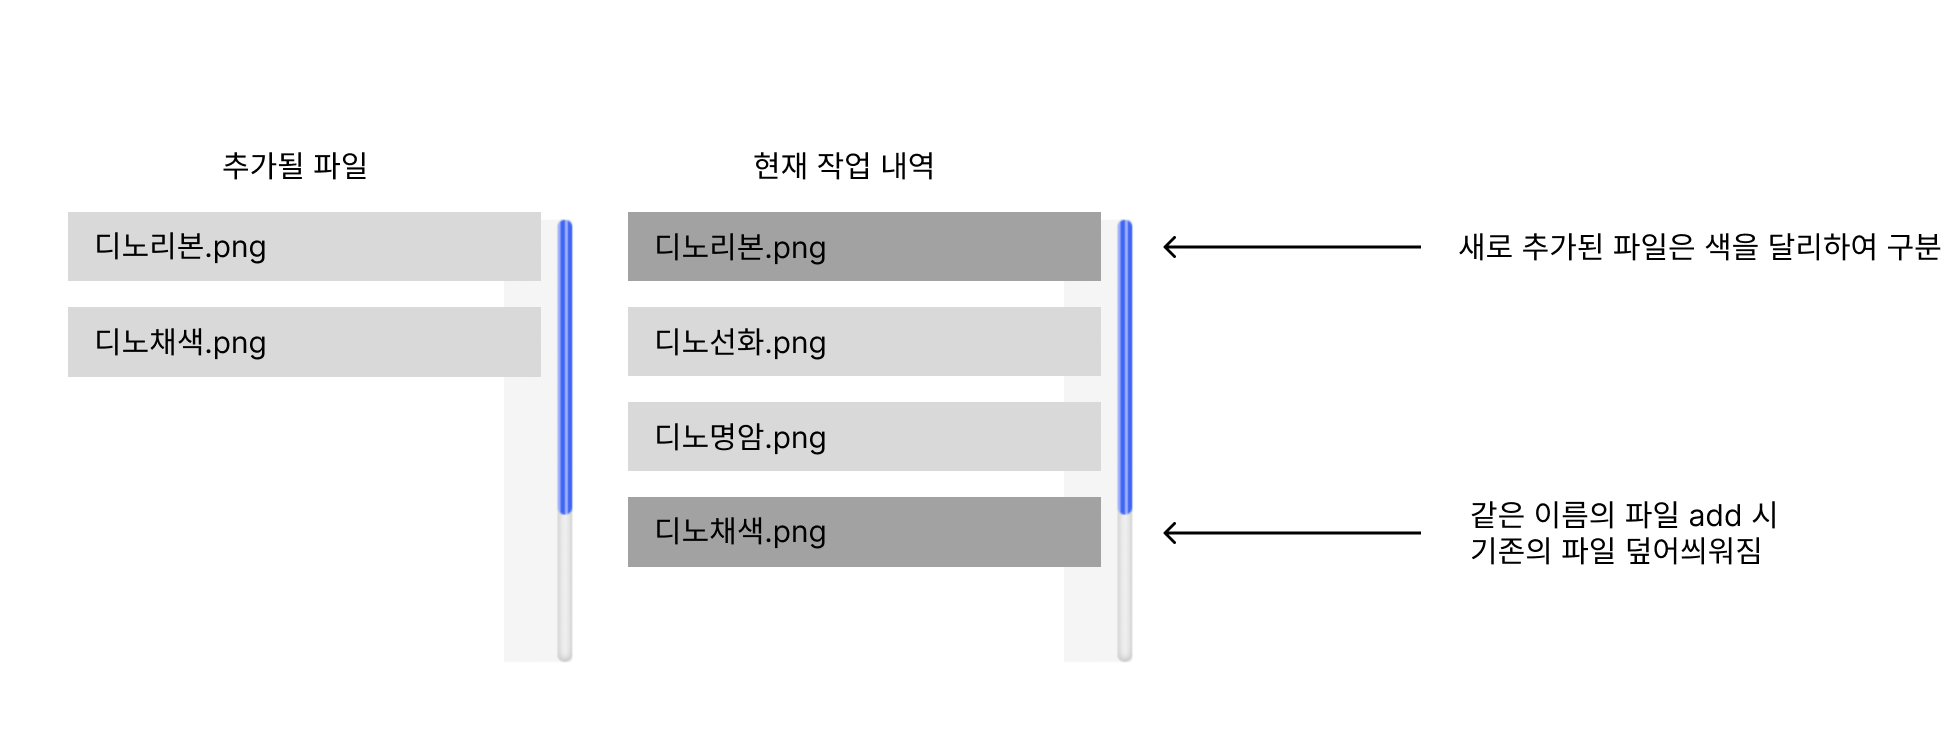 추가될 파일
현재 작업 내역
디노리본.png
디노채색.png
디노리본.png
디노선화.png
디노명암.png
디노채색.png
새로 추가된 파일은 색을 달리하여 구분
같은 이름의 파일 add 시
기존의 파일 덮어씌워짐